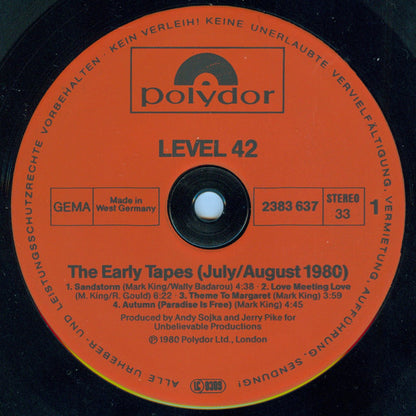 ALLE URHEBER- UND LEISTUNGSSCHUTZRECHTE VORBEHALTEN · KEIN VERLEIH! KEINE UNERLAUBTE VERVIELFÄLTIGUNG, VERMIETUNG, AUFFÜHRUNG, SENDUNG!
polydor
LEVEL 42
GEMA
Made in
West Germany
2383 637
STEREO
33
1
The Early Tapes (July/August 1980)
1. Sandstorm (Mark King/Wally Badarou) 4:38 · 2. Love Meeting Love
(M. King/R. Gould) 6:22 · 3. Theme To Margaret (Mark King) 3:59
4. Autumn (Paradise Is Free) (Mark King) 4:45
Produced by Andy Sojka and Jerry Pike for
Unbelievable Productions
℗ 1980 Polydor Ltd., London
LC 0309